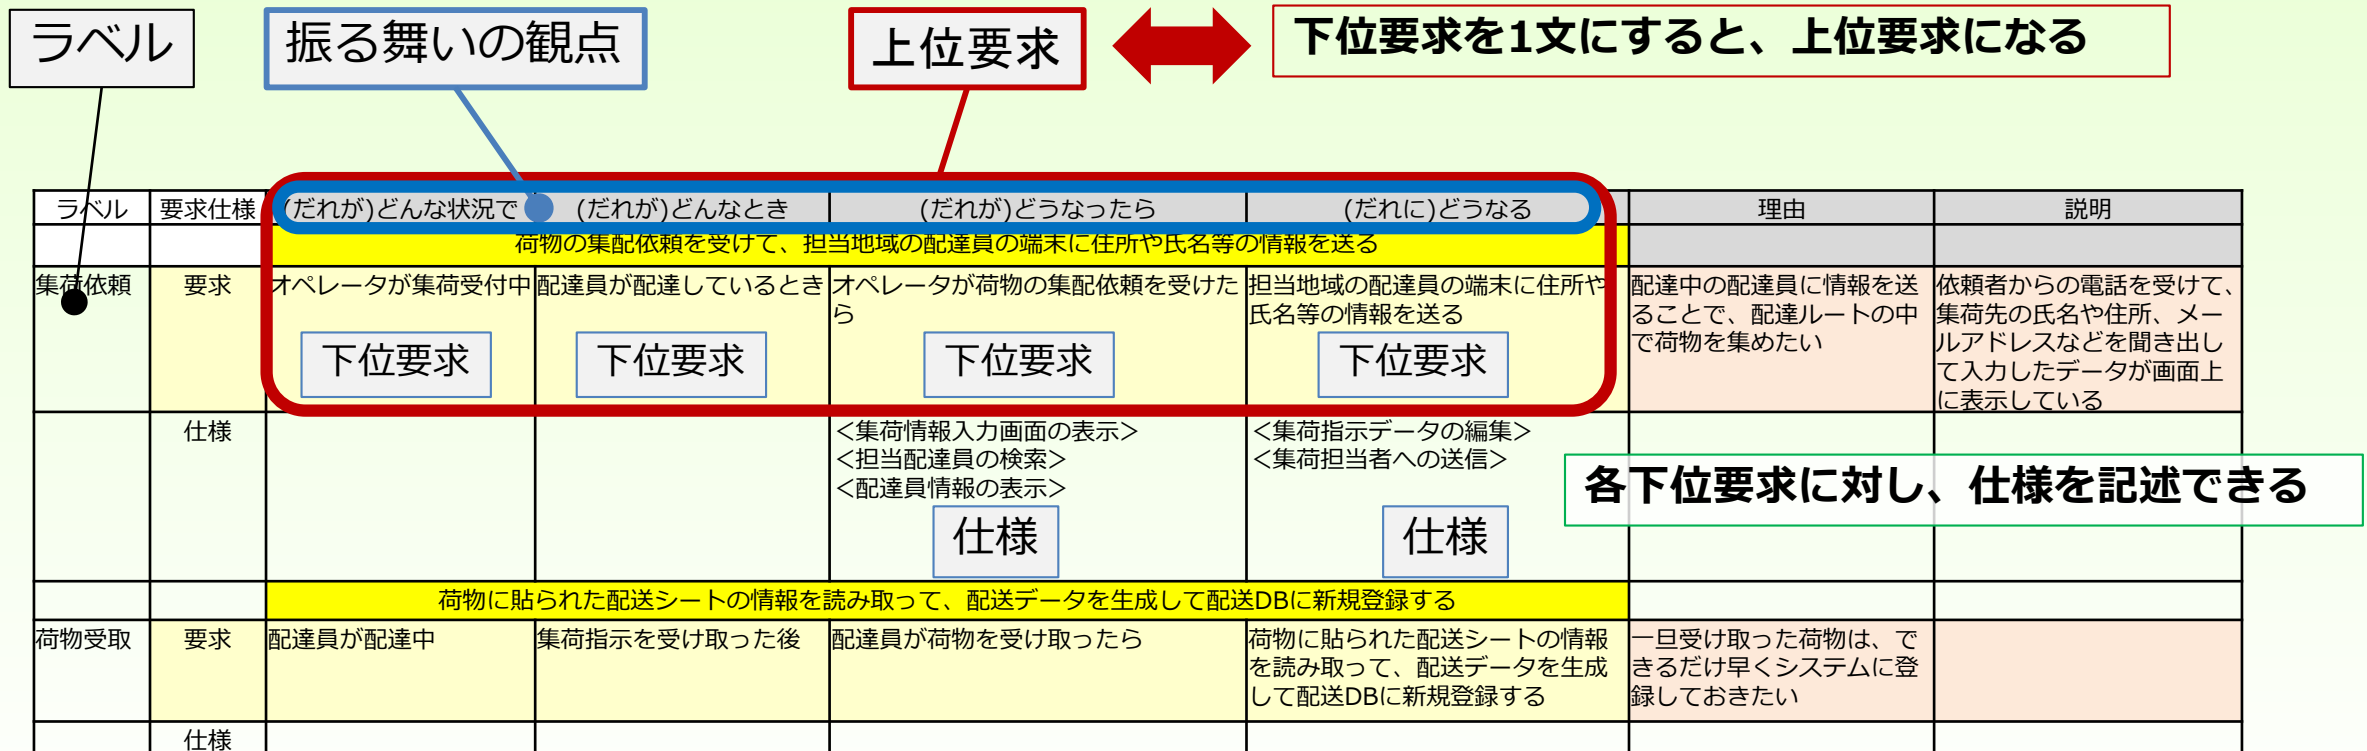 ラベル
振る舞いの観点
上位要求
下位要求を1文にすると、上位要求になる
ラベル
要求仕様
(だれが)どんな状況で
(だれが)どんなとき
(だれが)どうなったら
(だれに)どうなる
理由
説明
荷物の集配依頼を受けて、担当地域の配達員の端末に住所や氏名等の情報を送る
集荷依頼
要求
オペレータが集荷受付中
配達員が配達しているとき
オペレータが荷物の集配依頼を受けた
ら
担当地域の配達員の端末に住所や
氏名等の情報を送る
配達中の配達員に情報を送
ることで、配達ルートの中
で荷物を集めたい
依頼者からの電話を受けて、
集荷先の氏名や住所、メー
ルアドレスなどを聞き出し
て入力したデータが画面上
に表示している
下位要求
下位要求
下位要求
下位要求
仕様
<集荷情報入力画面の表示>
<担当配達員の検索>
<配達員情報の表示>
仕様
<集荷指示データの編集>
<集荷担当者への送信>
仕様
各下位要求に対し、仕様を記述できる
荷物に貼られた配送シートの情報を読み取って、配送データを生成して配送DBに新規登録する
荷物受取
要求
配達員が配達中
集荷指示を受け取った後
配達員が荷物を受け取ったら
荷物に貼られた配送シートの情報
を読み取って、配送データを生成
して配送DBに新規登録する
一旦受け取った荷物は、で
きるだけ早くシステムに登
録しておきたい
仕様